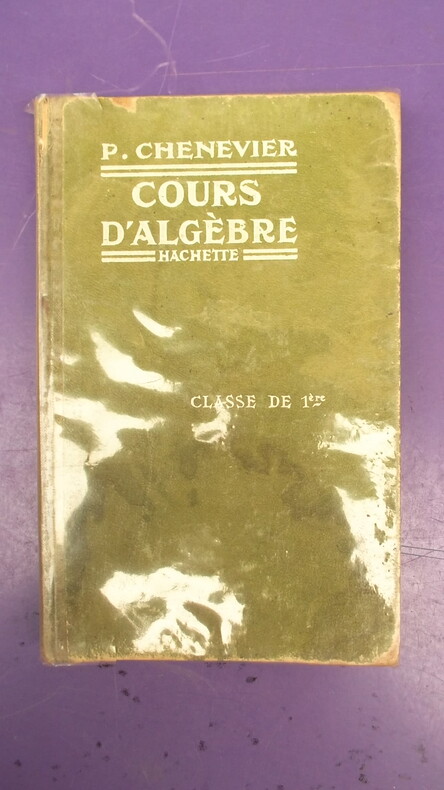 P. CHENEVIER
COURS
D'ALGÈBRE
HACHETTE
CLASSE DE 1ère